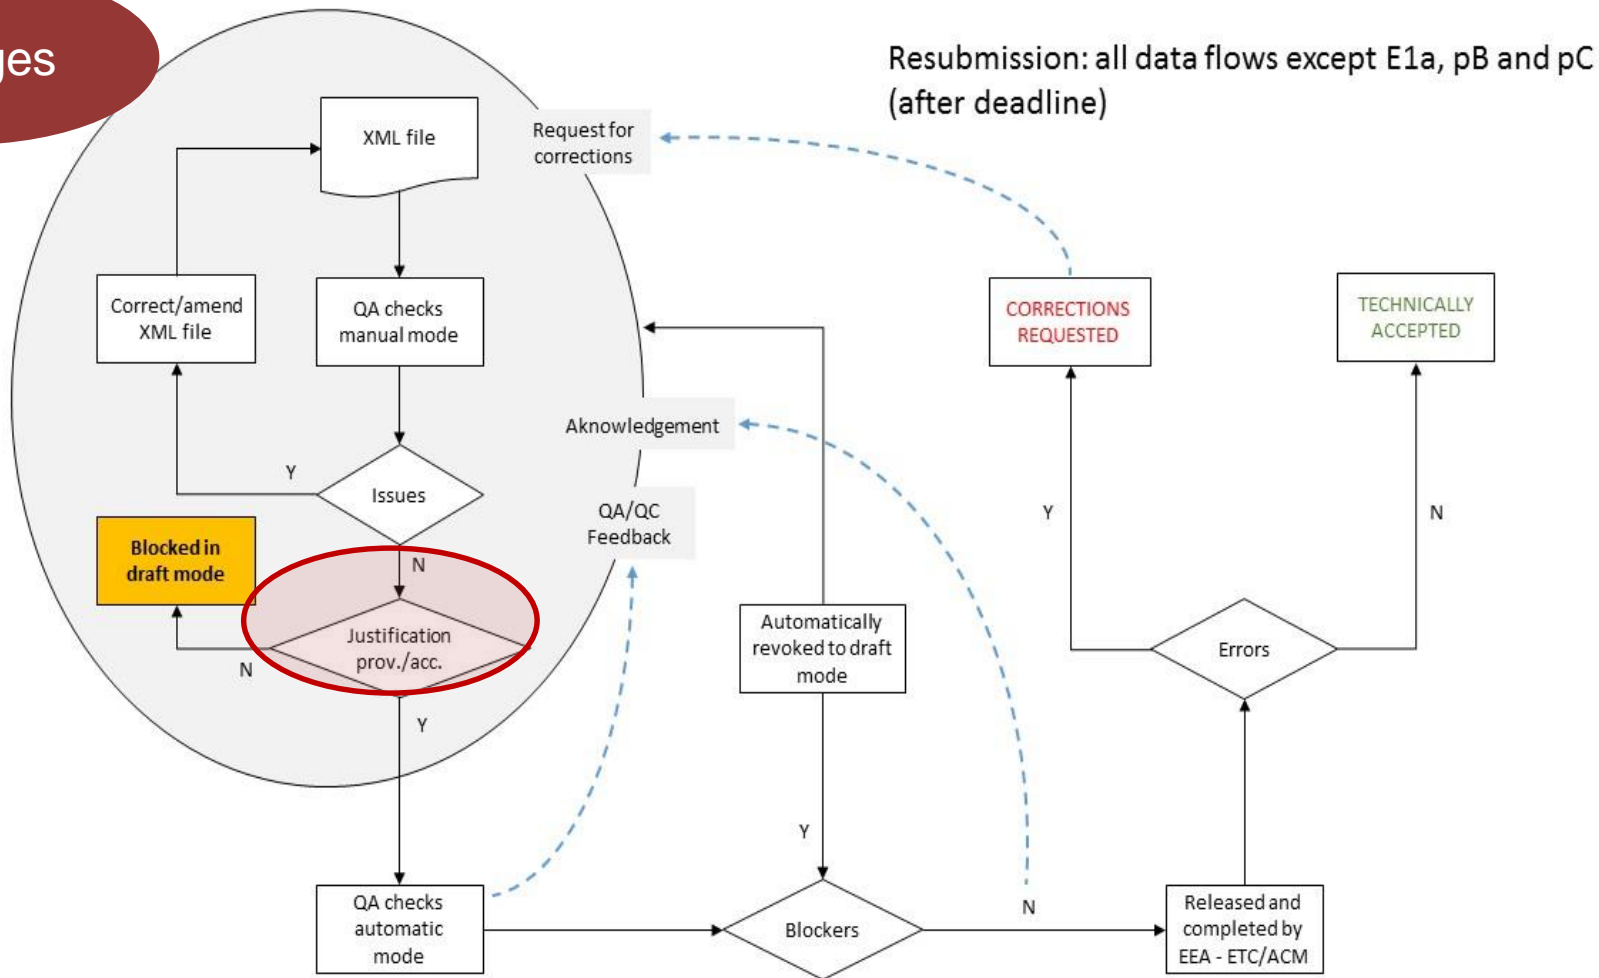 ges
Resubmission: all data flows except E1a, pB and pC
(after deadline)
XML file
Request for
corrections
Correct/amend
XML file
QA checks
manual mode
CORRECTIONS
REQUESTED
TECHNICALLY
ACCEPTED
Aknowledgement
Y
Issues
QA/QC
Feedback
Y
N
Blocked in
draft mode
N
Justification
prov./acc.
N
Automatically
revoked to draft
mode
Errors
Y
Y
QA checks
automatic
mode
Blockers
N
Released and
completed by
EEA - ETC/ACM